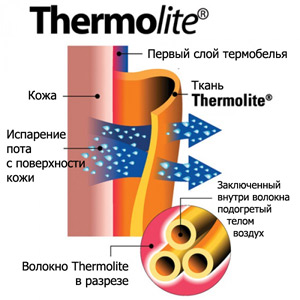 Thermolite®
Первый слой термобелья
Кожа
Ткань
Thermolite®
Испарение
пота
с поверхности
кожи
Заключенный
внутри волокна
подогретый
телом
воздух
Волокно Thermolite
в разрезе